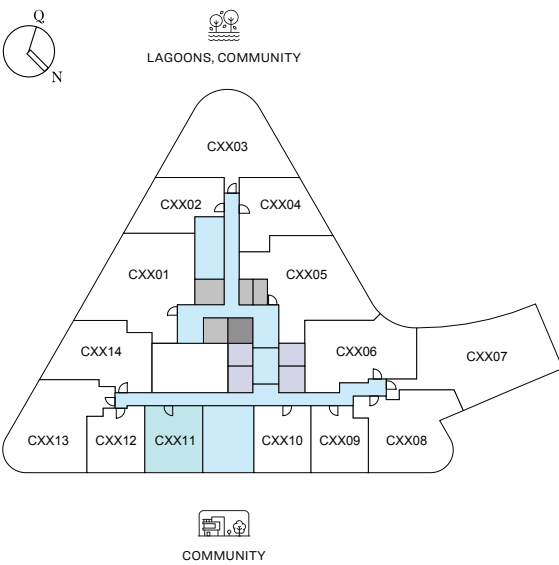 Q
N
LAGOONS, COMMUNITY
CXX03
CXX02
CXX04
CXX01
CXX05
CXX14
CXX06
CXX07
CXX13
CXX12
CXX11
CXX10
CXX09
CXX08
COMMUNITY